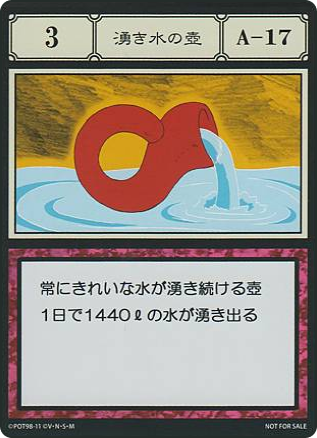 3
湧き水の壺
A-17
常にきれいな水が湧き続ける壺
1日で1440ℓの水が湧き出る
©POT98-11 ©V·N·S·M
NOT FOR SALE